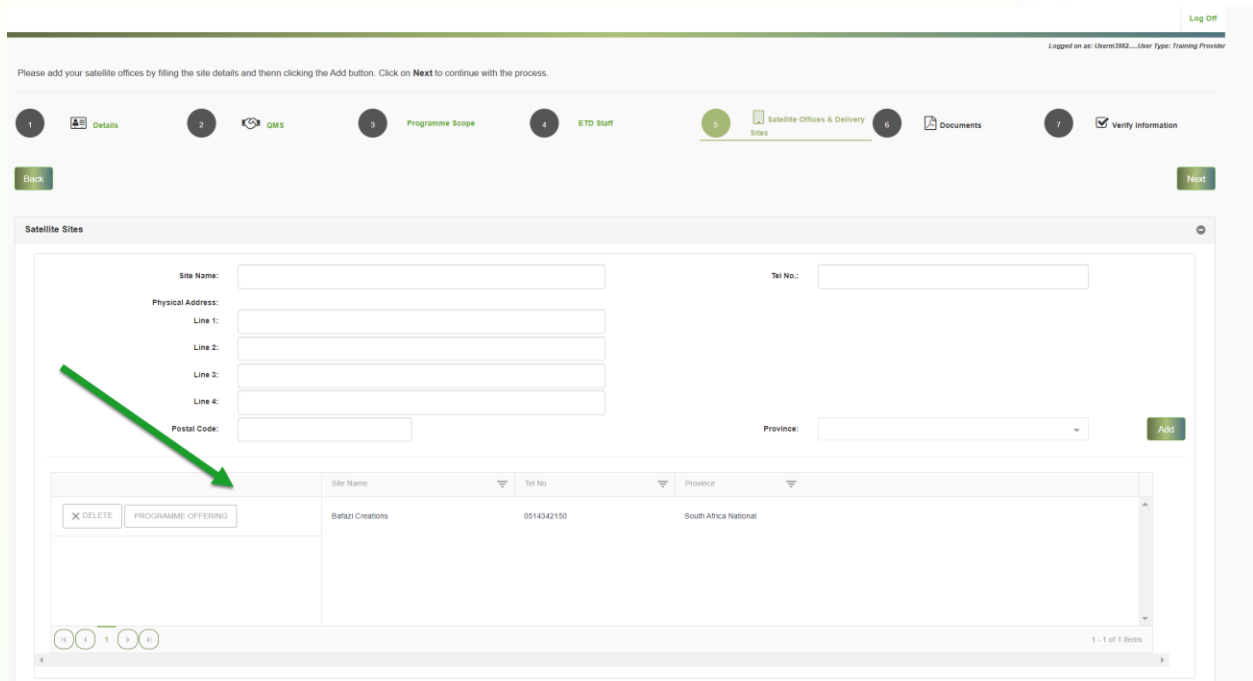 Log Off
Logged on as: Userm3982.....User Type: Training Provider
Please add your satellite offices by filling the site details and thenn clicking the Add button. Click on Next to continue with the process.
1 Details 2 QMS 3 Programme Scope 4 ETD Staff 5 Satellite Offices & Delivery Sites 6 Documents 7 Verify Information
Back Next
Satellite Sites
Site Name: Tel No.:
Physical Address:
Line 1:
Line 2:
Line 3:
Line 4:
Postal Code: Province: Add
Site Name Tel No Province
DELETE PROGRAMME OFFERING Bafazi Creations 0514342150 South Africa National
1 1 - 1 of 1 items